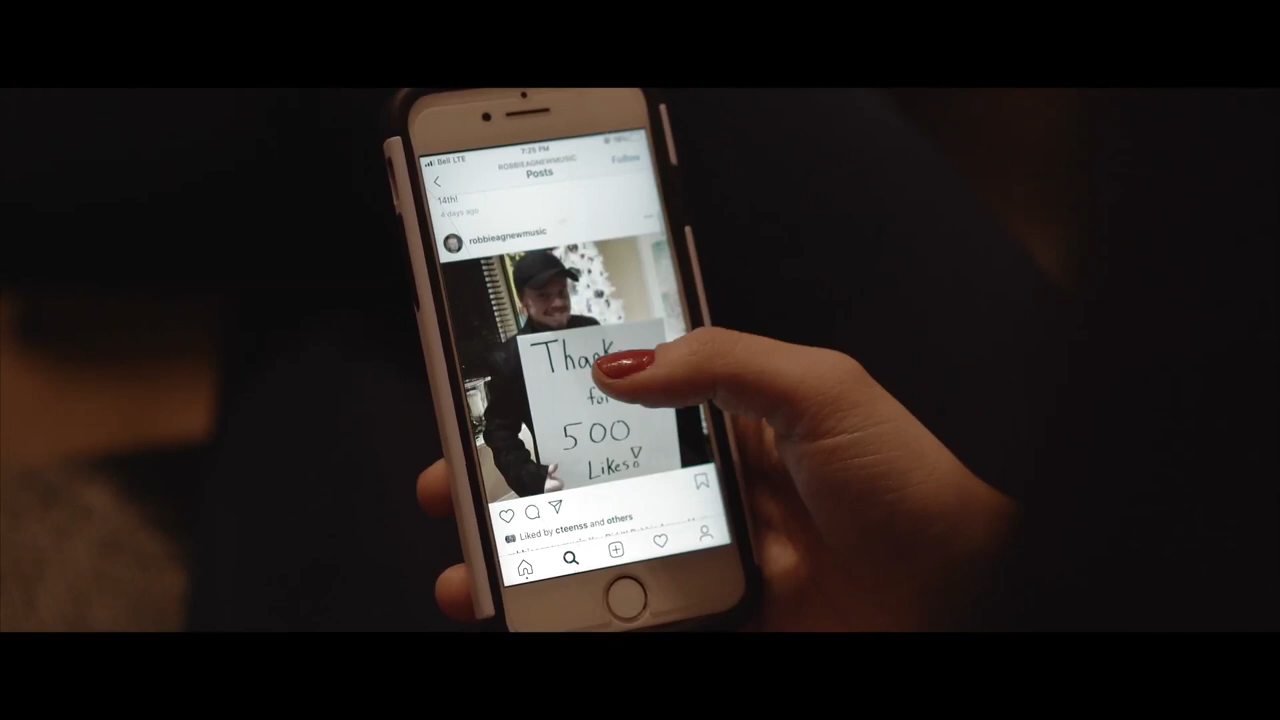 Bell LTE 7:25 PM
ROBBIEAGNEWMUSIC
Posts
Follow
14th!
4 days ago
robbieagnewmusic
Thank
for
500
Likes!
Liked by cteenss and others